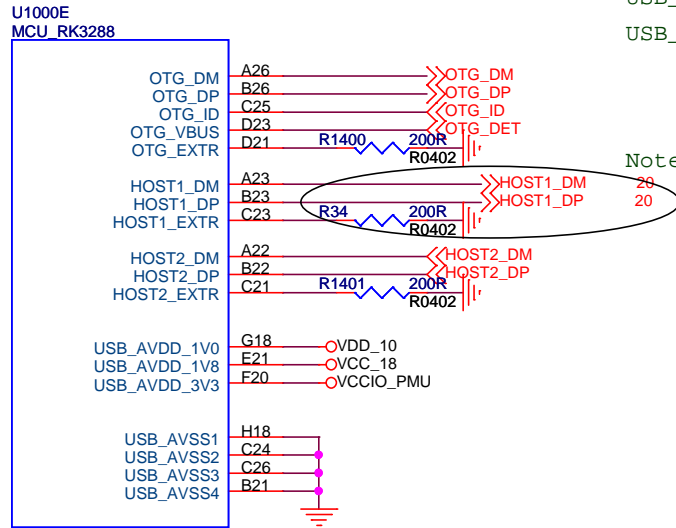 U1000E
MCU_RK3288
USB_
USB_
OTG_DM A26 OTG_DM
OTG_DP B26 OTG_DP
OTG_ID C25 OTG_ID
OTG_VBUS D23 OTG_DET
OTG_EXTR D21 R1400 200R
R0402
Note
HOST1_DM A23 HOST1_DM 20
HOST1_DP B23 HOST1_DP 20
HOST1_EXTR C23 R34 200R
R0402
HOST2_DM A22 HOST2_DM
HOST2_DP B22 HOST2_DP
HOST2_EXTR C21 R1401 200R
R0402
USB_AVDD_1V0 G18 VDD_10
USB_AVDD_1V8 E21 VCC_18
USB_AVDD_3V3 F20 VCCIO_PMU
USB_AVSS1 H18
USB_AVSS2 C24
USB_AVSS3 C26
USB_AVSS4 B21